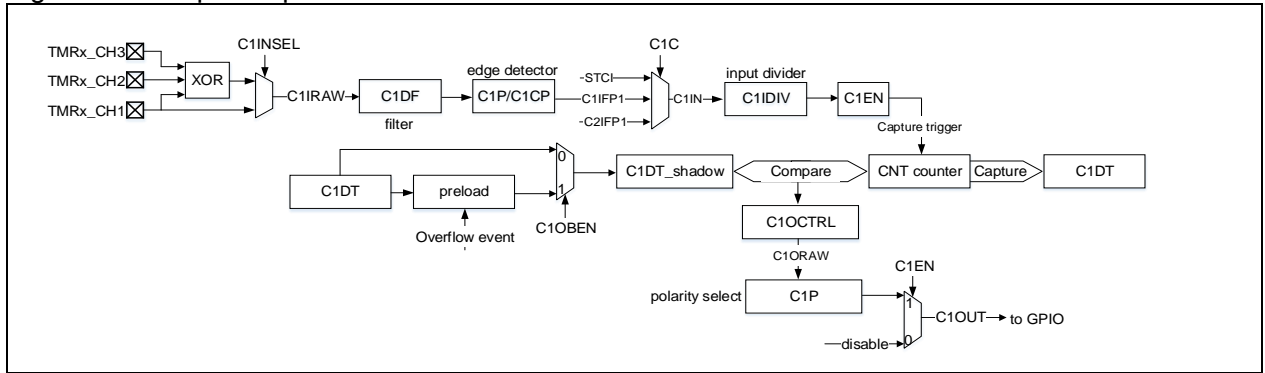 C1INSEL
C1C
TMRx_CH3
TMRx_CH2
TMRx_CH1
XOR
C1IRAW
C1DF
filter
edge detector
C1P/C1CP
STCI
C1IFP1
C2IFP1
C1IN
input divider
C1IDIV
C1EN
Capture trigger
C1DT
preload
Overflow event
0
1
C1OBEN
C1DT_shadow
Compare
CNT counter
Capture
C1DT
C1OCTRL
C1ORAW
polarity select
C1P
C1EN
1
0
disable
C1OUT
to GPIO